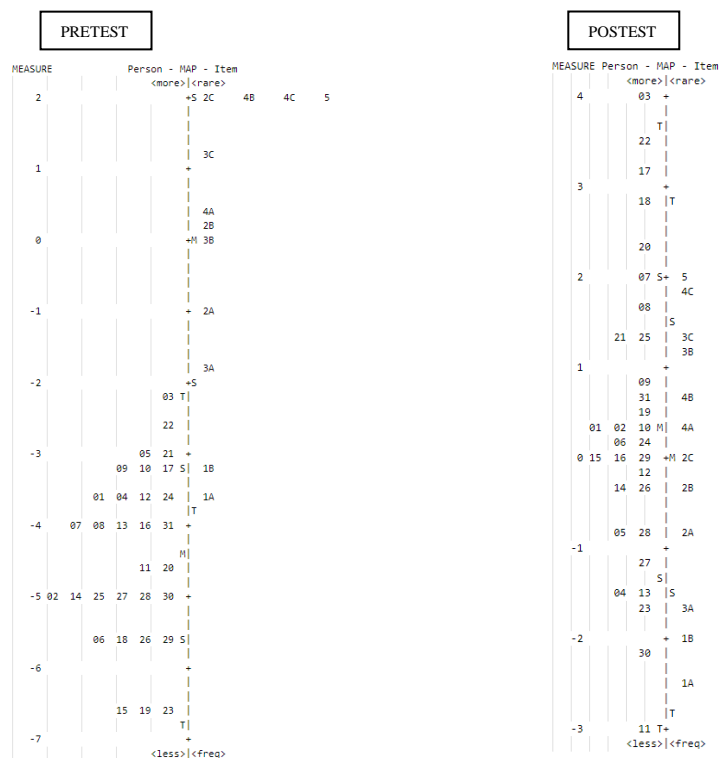 PRETEST
MEASURE Person - MAP - Item
<more>|<rare>
2 +S 2C 4B 4C 5
|
|
|
| 3C
1 +
|
|
| 4A
| 2B
0 +M 3B
|
|
|
|
-1 + 2A
|
|
|
| 3A
-2 +S
03 T|
|
22 |
|
-3 05 21 +
09 10 17 S| 1B
|
01 04 12 24 | 1A
|T
-4 07 08 13 16 31 +
|
M|
11 20 |
|
-5 02 14 25 27 28 30 +
|
|
06 18 26 29 S|
|
-6 +
|
|
15 19 23 |
T|
-7 +
<less>|<freq>
POSTEST
MEASURE Person - MAP - Item
<more>|<rare>
4 03 +
|
T|
22 |
|
17 |
3 +
18 |T
|
|
20 |
|
2 07 S+ 5
| 4C
08 |
|S
21 25 | 3C
| 3B
1 +
09 |
31 | 4B
19 |
01 02 10 M| 4A
06 24 |
0 15 16 29 +M 2C
12 |
14 26 | 2B
|
|
05 28 | 2A
-1 +
27 |
S|
04 13 |S
23 | 3A
|
-2 + 1B
30 |
|
| 1A
|
|T
-3 11 T+
<less>|<freq>